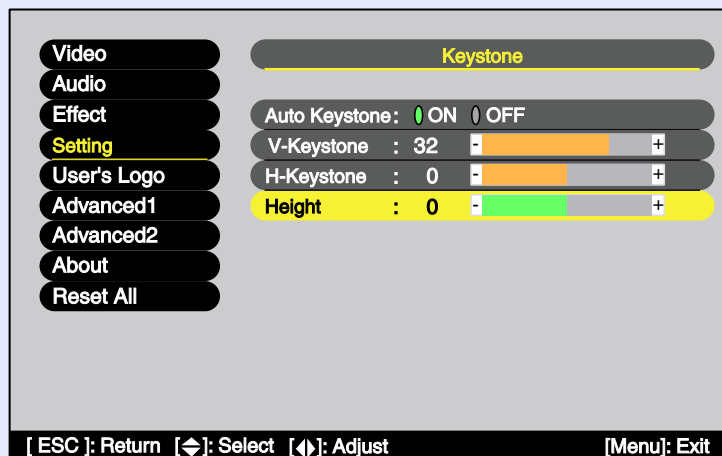 Video
Audio
Effect
Setting
User's Logo
Advanced1
Advanced2
About
Reset All
Keystone
Auto Keystone: ON OFF
V-Keystone : 32 - +
H-Keystone : 0 - +
Height : 0 - +
[ ESC ]: Return [ ]: Select [ ]: Adjust [Menu]: Exit